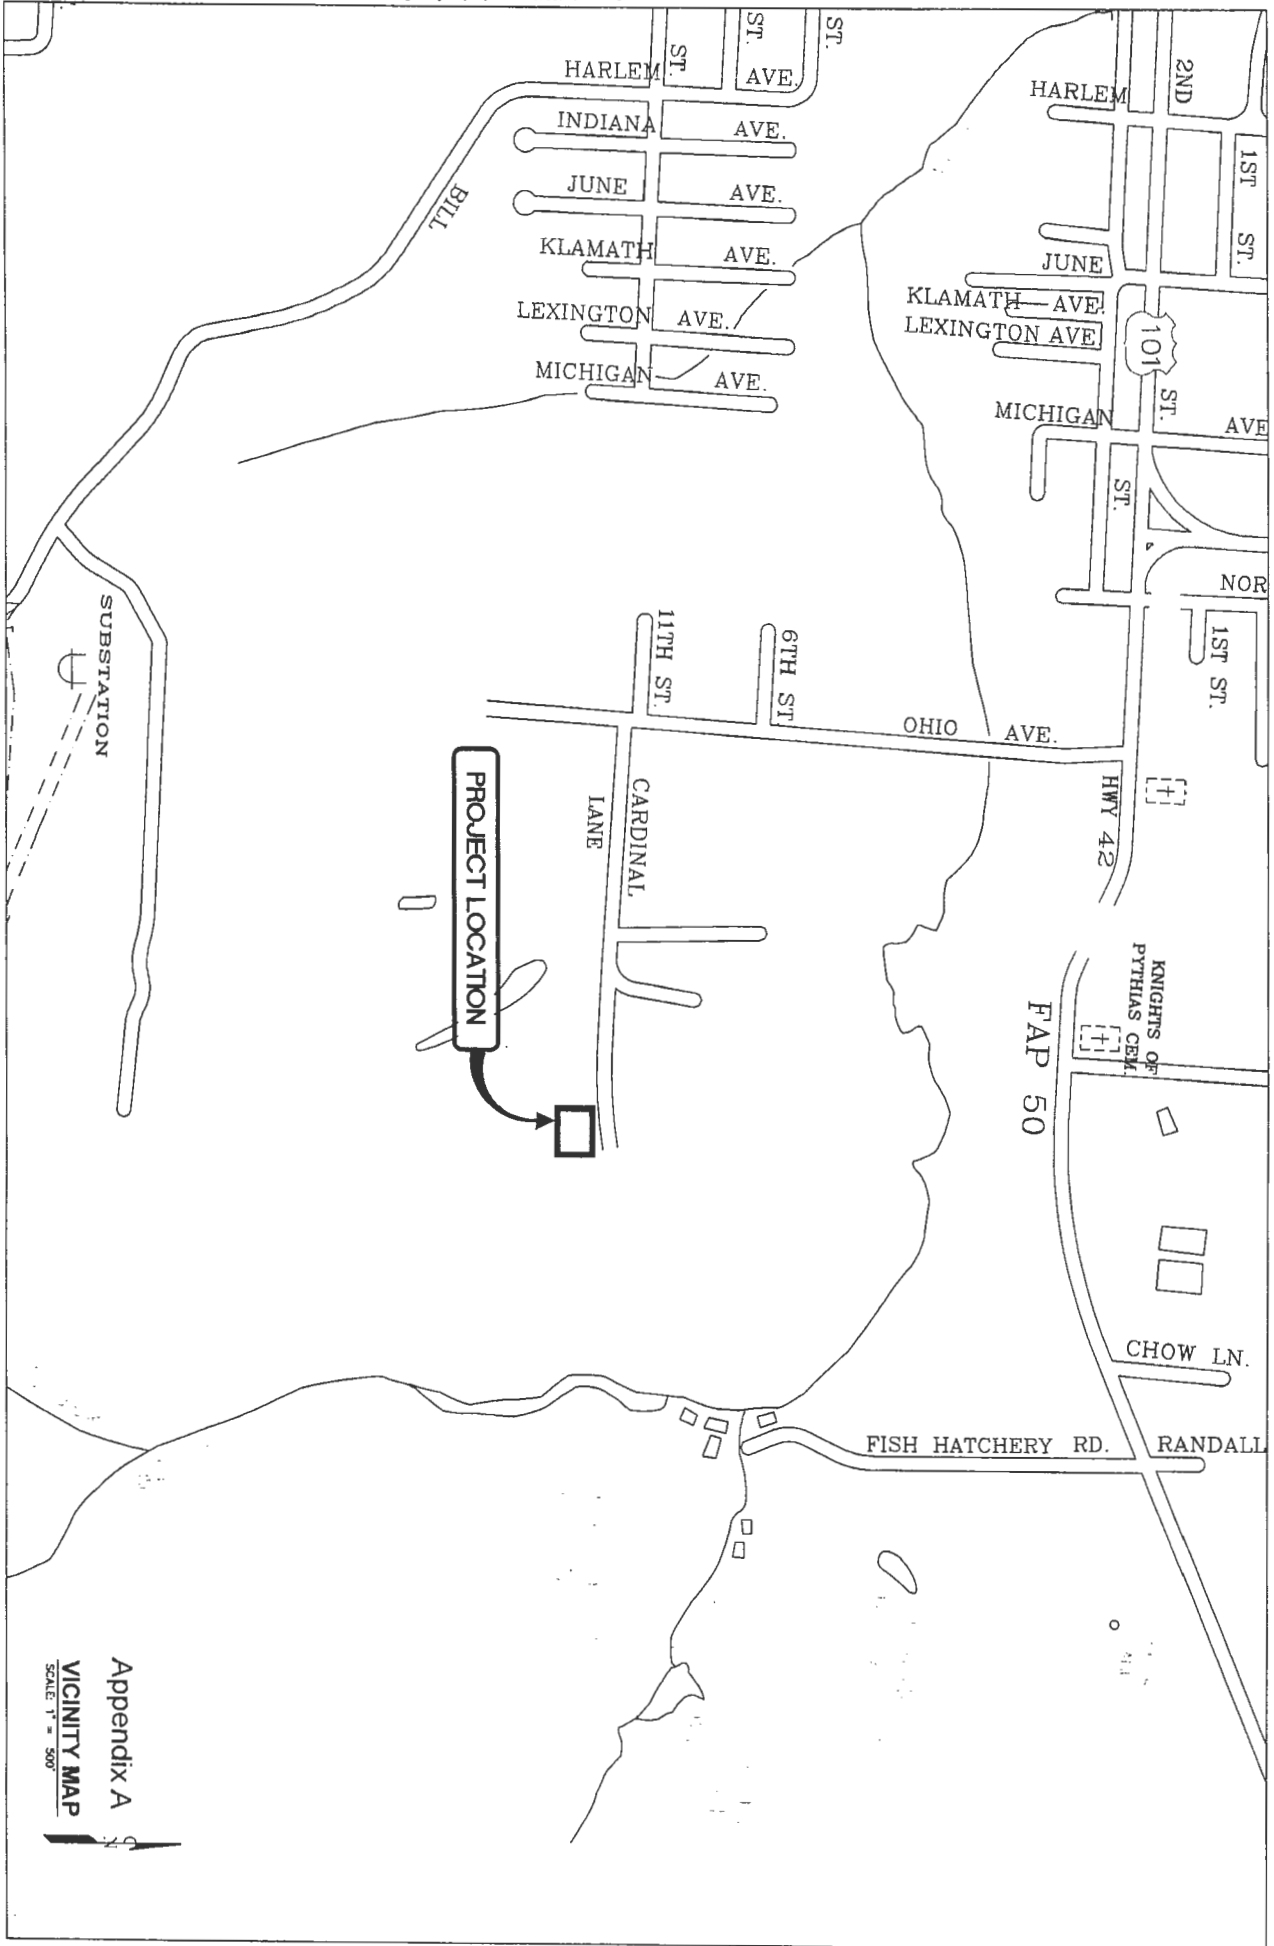 ST.
ST.
ST.
HARLEM AVE.
INDIANA AVE.
JUNE AVE.
KLAMATH AVE.
LEXINGTON AVE.
MICHIGAN AVE.
BILL
2ND
HARLEM
1ST ST.
JUNE
KLAMATH AVE.
LEXINGTON AVE
101
ST.
MICHIGAN
AVE
ST.
NOR
1ST ST.
11TH ST.
6TH ST
OHIO AVE.
HWY 42
SUBSTATION
CARDINAL
LANE
PROJECT LOCATION
KNIGHTS OF
PYTHIAS CEM.
FAP 50
CHOW LN.
FISH HATCHERY RD.
RANDALL
Appendix A
VICINITY MAP
SCALE: 1" = 500'